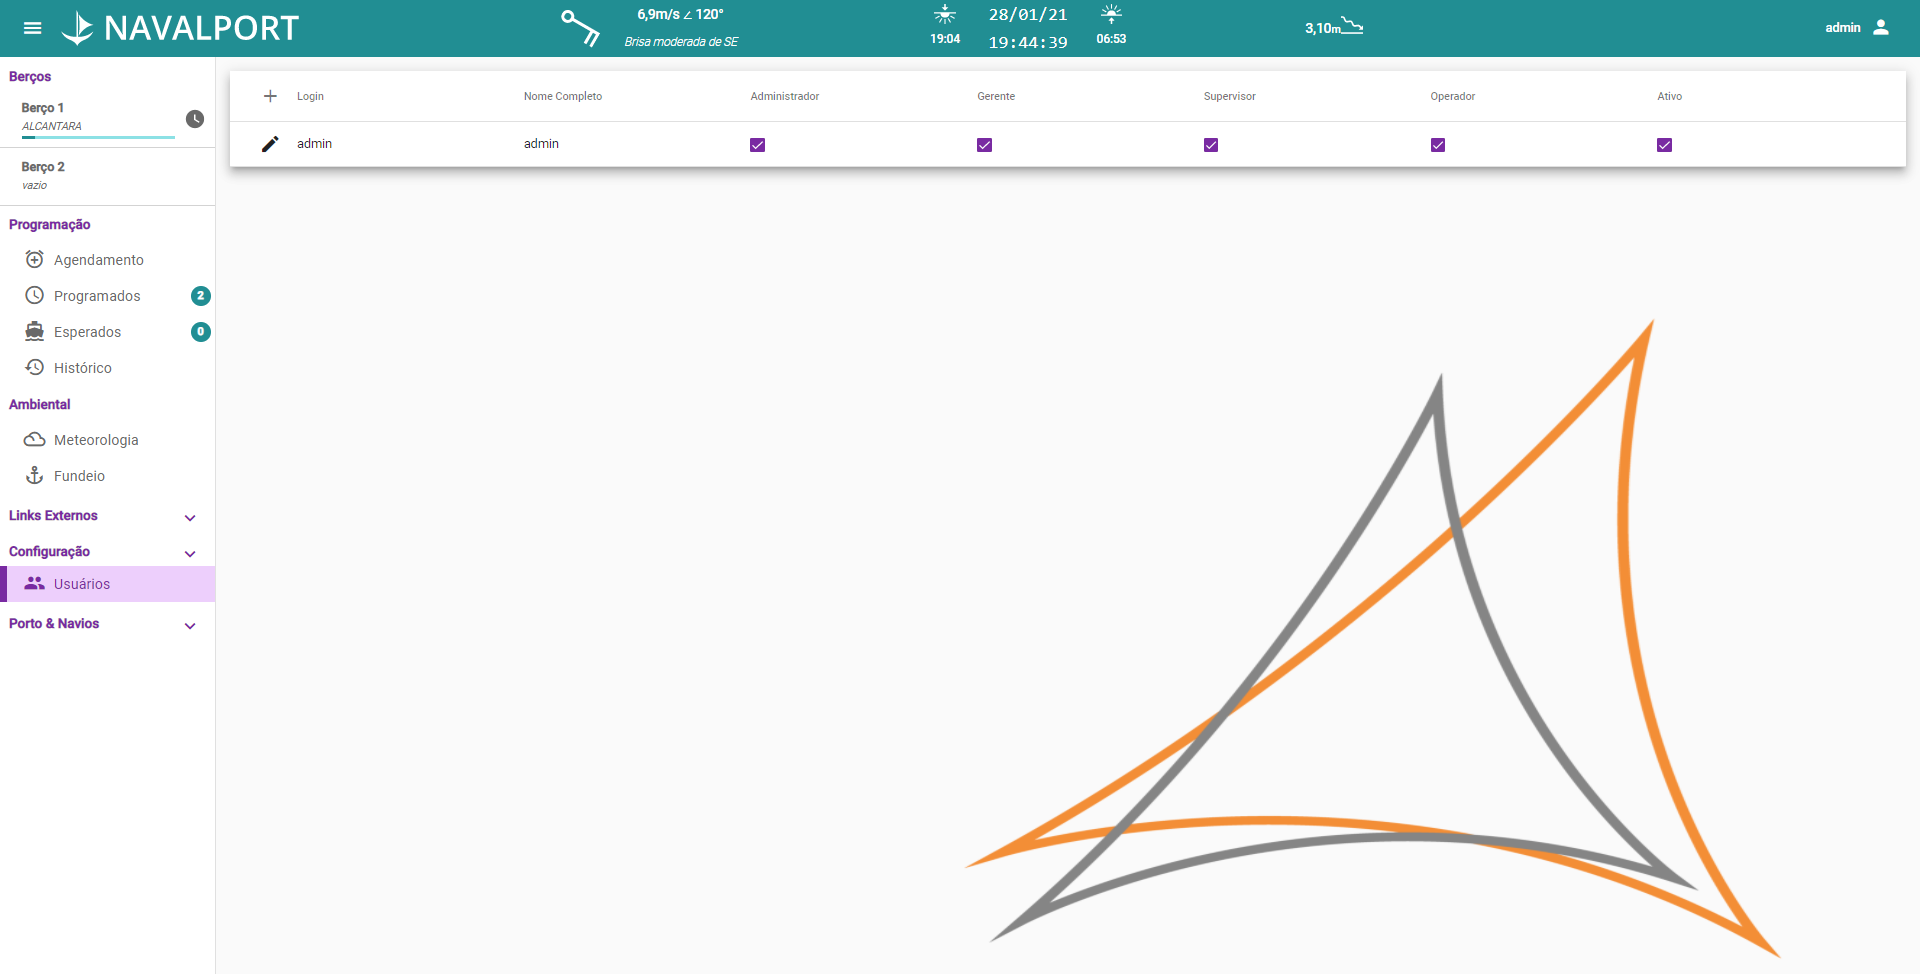 NAVALPORT
6,9m/s ∠ 120°
Brisa moderada de SE
19:04
28/01/21
19:44:39
06:53
3,10m
admin
Berços
Berço 1
ALCANTARA
Berço 2
vazio
Programação
Agendamento
Programados 2
Esperados 0
Histórico
Ambiental
Meteorologia
Fundeio
Links Externos
Configuração
Usuários
Porto & Navios
Login Nome Completo Administrador Gerente Supervisor Operador Ativo
admin admin